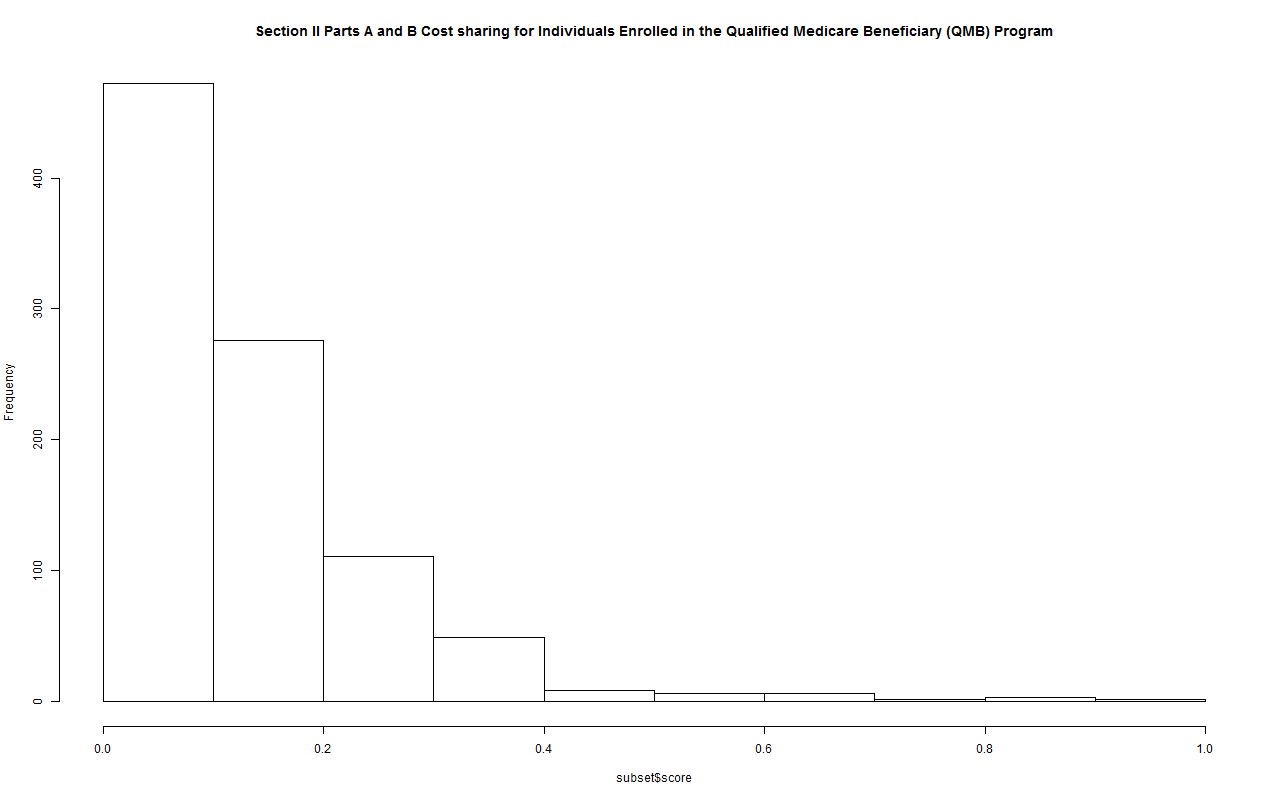 Section II Parts A and B Cost sharing for Individuals Enrolled in the Qualified Medicare Beneficiary (QMB) Program
Frequency
400
300
200
100
0
0.0 0.2 0.4 0.6 0.8 1.0
subset$score